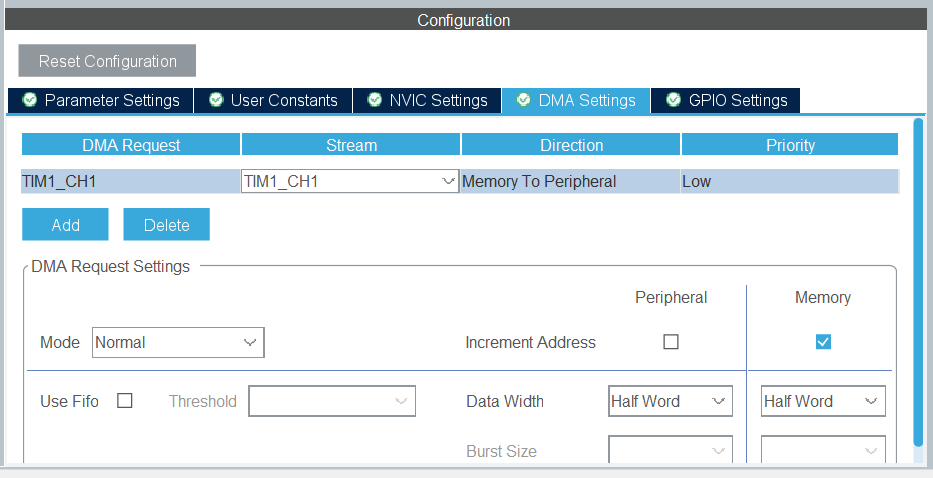 Configuration
Reset Configuration
Parameter Settings User Constants NVIC Settings DMA Settings GPIO Settings
DMA Request Stream Direction Priority
TIM1_CH1 TIM1_CH1 Memory To Peripheral Low
Add Delete
DMA Request Settings
Peripheral Memory
Mode Normal Increment Address
Use Fifo Threshold Data Width Half Word Half Word
Burst Size